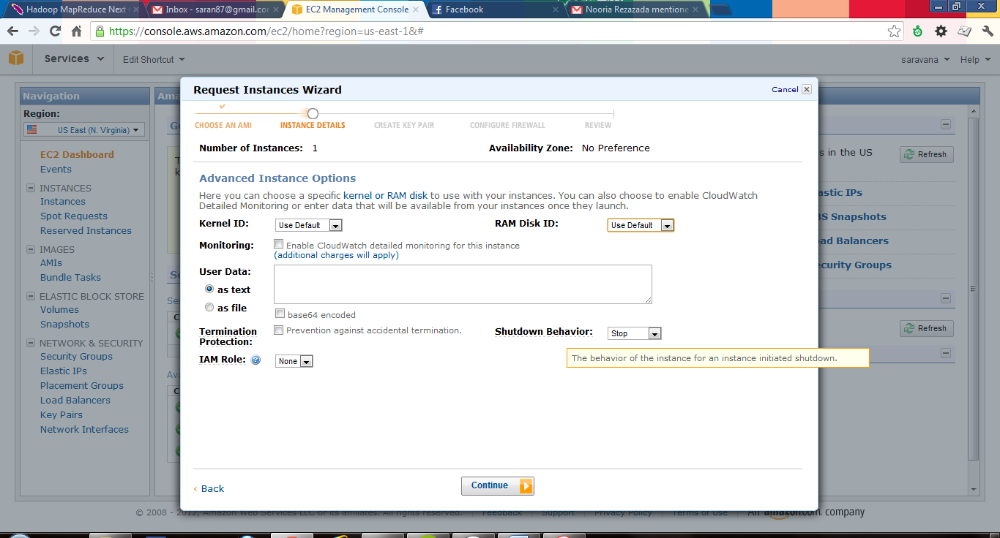 Hadoop MapReduce Next
Inbox - saran87@gmail.co
EC2 Management Console
Facebook
Nooria Rezazada mentione
https://console.aws.amazon.com/ec2/home?region=us-east-1&#
Services
Edit Shortcut
saravana
Help
Navigation
Region:
US East (N. Virginia)
EC2 Dashboard
Events
INSTANCES
Instances
Spot Requests
Reserved Instances
IMAGES
AMIs
Bundle Tasks
ELASTIC BLOCK STORE
Volumes
Snapshots
NETWORK & SECURITY
Security Groups
Elastic IPs
Placement Groups
Load Balancers
Key Pairs
Network Interfaces
Request Instances Wizard
Cancel
CHOOSE AN AMI
INSTANCE DETAILS
CREATE KEY PAIR
CONFIGURE FIREWALL
REVIEW
Number of Instances: 1
Availability Zone: No Preference
Advanced Instance Options
Here you can choose a specific kernel or RAM disk to use with your instances. You can also choose to enable CloudWatch
Detailed Monitoring or enter data that will be available from your instances once they launch.
Kernel ID: Use Default
RAM Disk ID: Use Default
Monitoring: Enable CloudWatch detailed monitoring for this instance
(additional charges will apply)
User Data:
as text
as file
base64 encoded
Termination
Protection:
Prevention against accidental termination.
Shutdown Behavior: Stop
IAM Role: None
The behavior of the instance for an instance initiated shutdown.
Back
Continue
s in the US
Refresh
astic IPs
BS Snapshots
ad Balancers
ecurity Groups
Refresh
© 2008 - 2012, Amazon Web Services LLC or its affiliates. All rights reserved.
Feedback
Support
Privacy Policy
Terms of Use
An amazon.com company